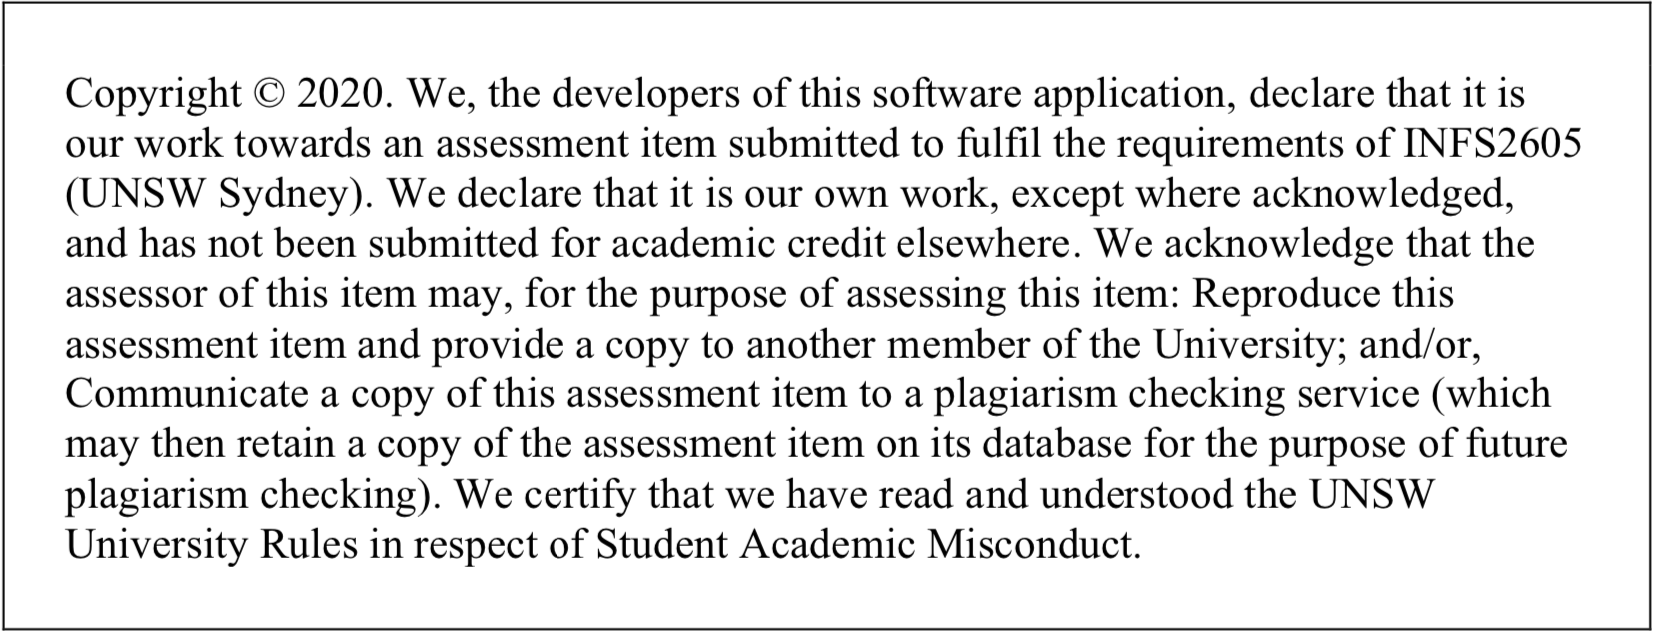 Copyright © 2020. We, the developers of this software application, declare that it is
our work towards an assessment item submitted to fulfil the requirements of INFS2605
(UNSW Sydney). We declare that it is our own work, except where acknowledged,
and has not been submitted for academic credit elsewhere. We acknowledge that the
assessor of this item may, for the purpose of assessing this item: Reproduce this
assessment item and provide a copy to another member of the University; and/or,
Communicate a copy of this assessment item to a plagiarism checking service (which
may then retain a copy of the assessment item on its database for the purpose of future
plagiarism checking). We certify that we have read and understood the UNSW
University Rules in respect of Student Academic Misconduct.